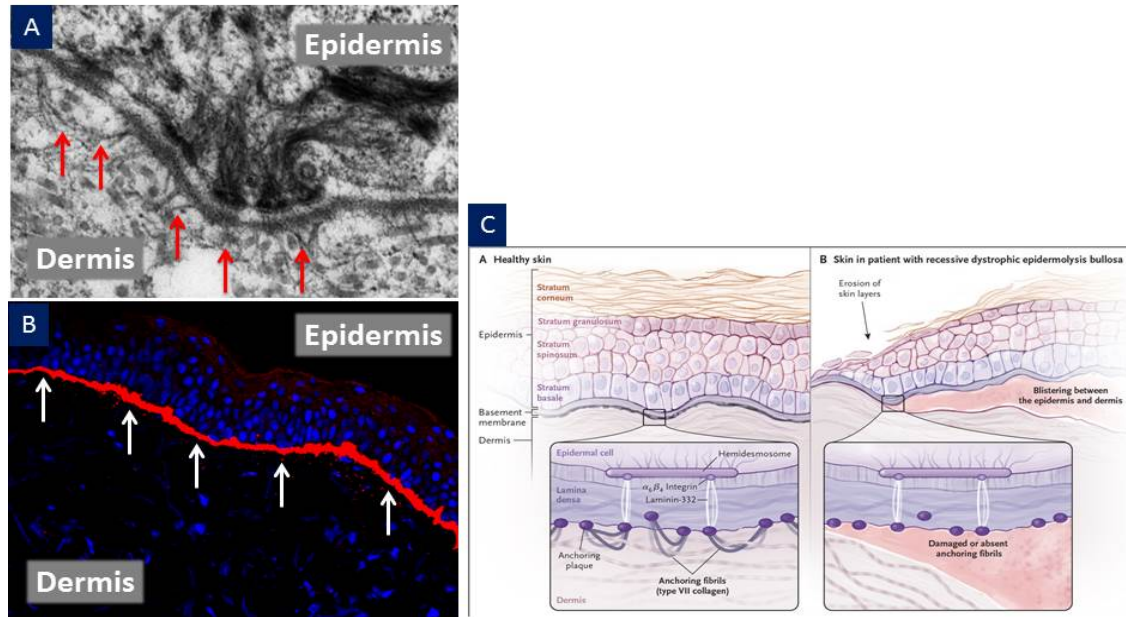 A
Epidermis
Dermis
B
Epidermis
Dermis
C
A Healthy skin
Stratum
corneum
Epidermis
Stratum granulosum
Stratum
spinosum
Stratum
basale
Basement
membrane
Dermis
Epidermal cell
Hemidesmosome
α6β4 Integrin
Laminin-332
Lamina
densa
Anchoring
plaque
Anchoring fibrils
(type VII collagen)
Dermis
B Skin in patient with recessive dystrophic epidermolysis bullosa
Erosion of
skin layers
Blistering between
the epidermis and dermis
Damaged or absent
anchoring fibrils